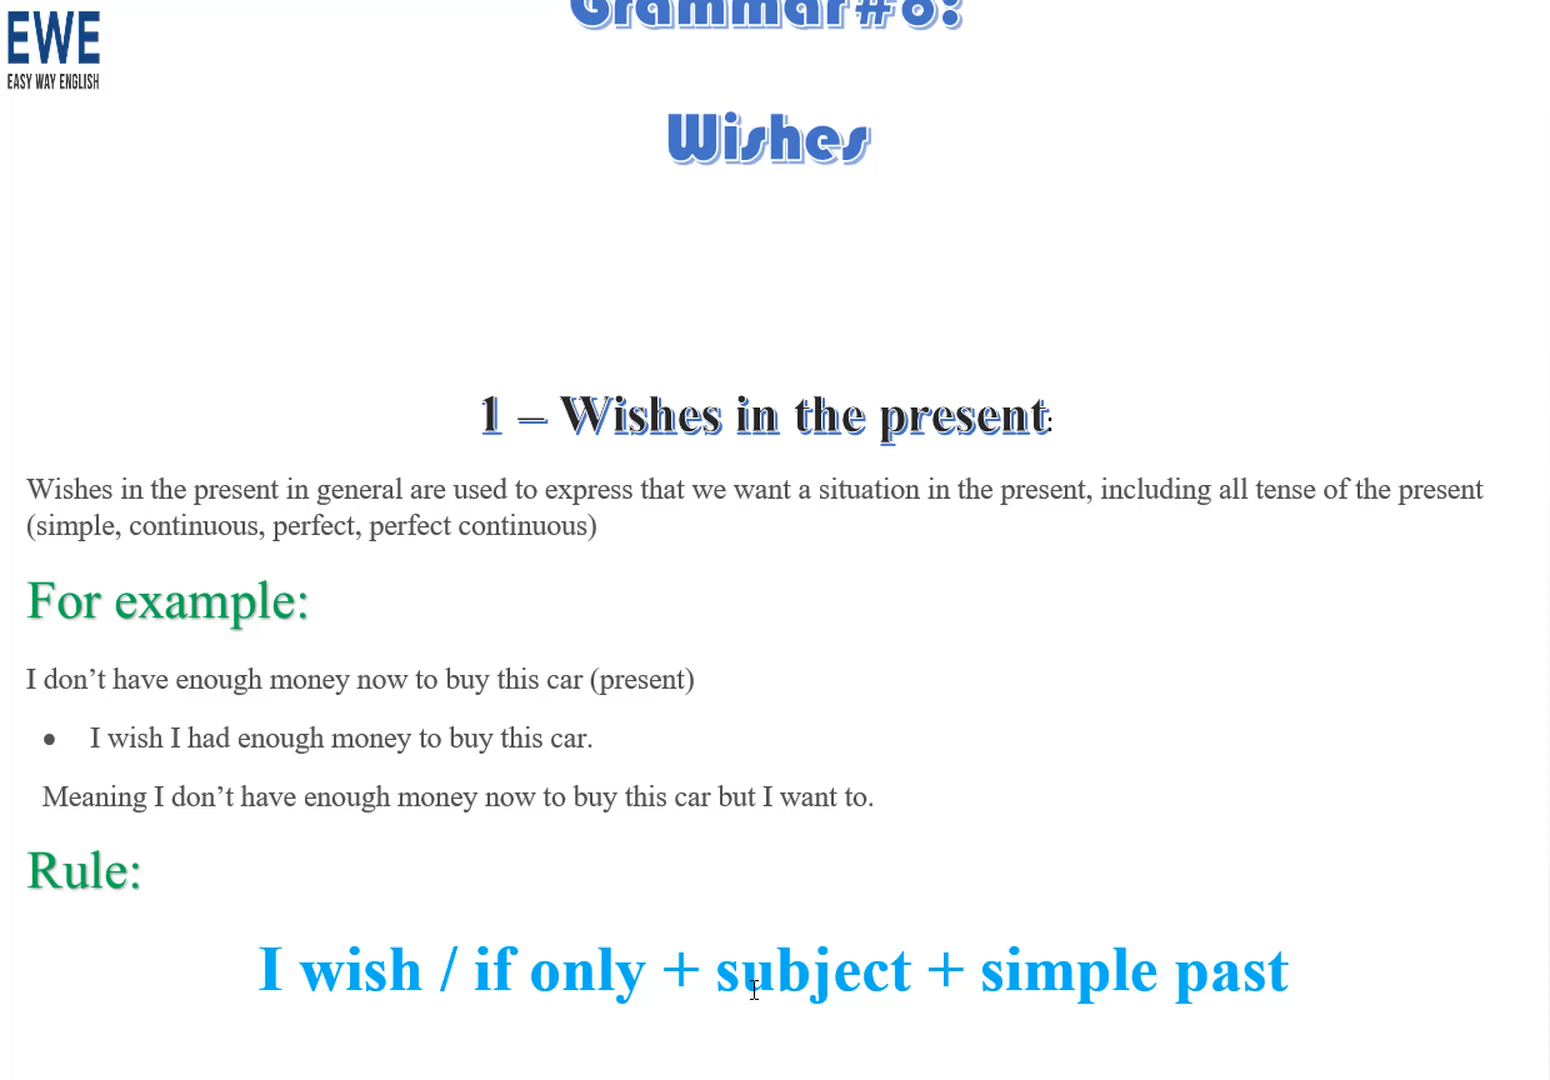 EWE
EASY WAY ENGLISH
Grammar#8:
Wishes
1 – Wishes in the present:
Wishes in the present in general are used to express that we want a situation in the present, including all tense of the present
(simple, continuous, perfect, perfect continuous)
For example:
I don’t have enough money now to buy this car (present)
• I wish I had enough money to buy this car.
Meaning I don’t have enough money now to buy this car but I want to.
Rule:
I wish / if only + subject + simple past